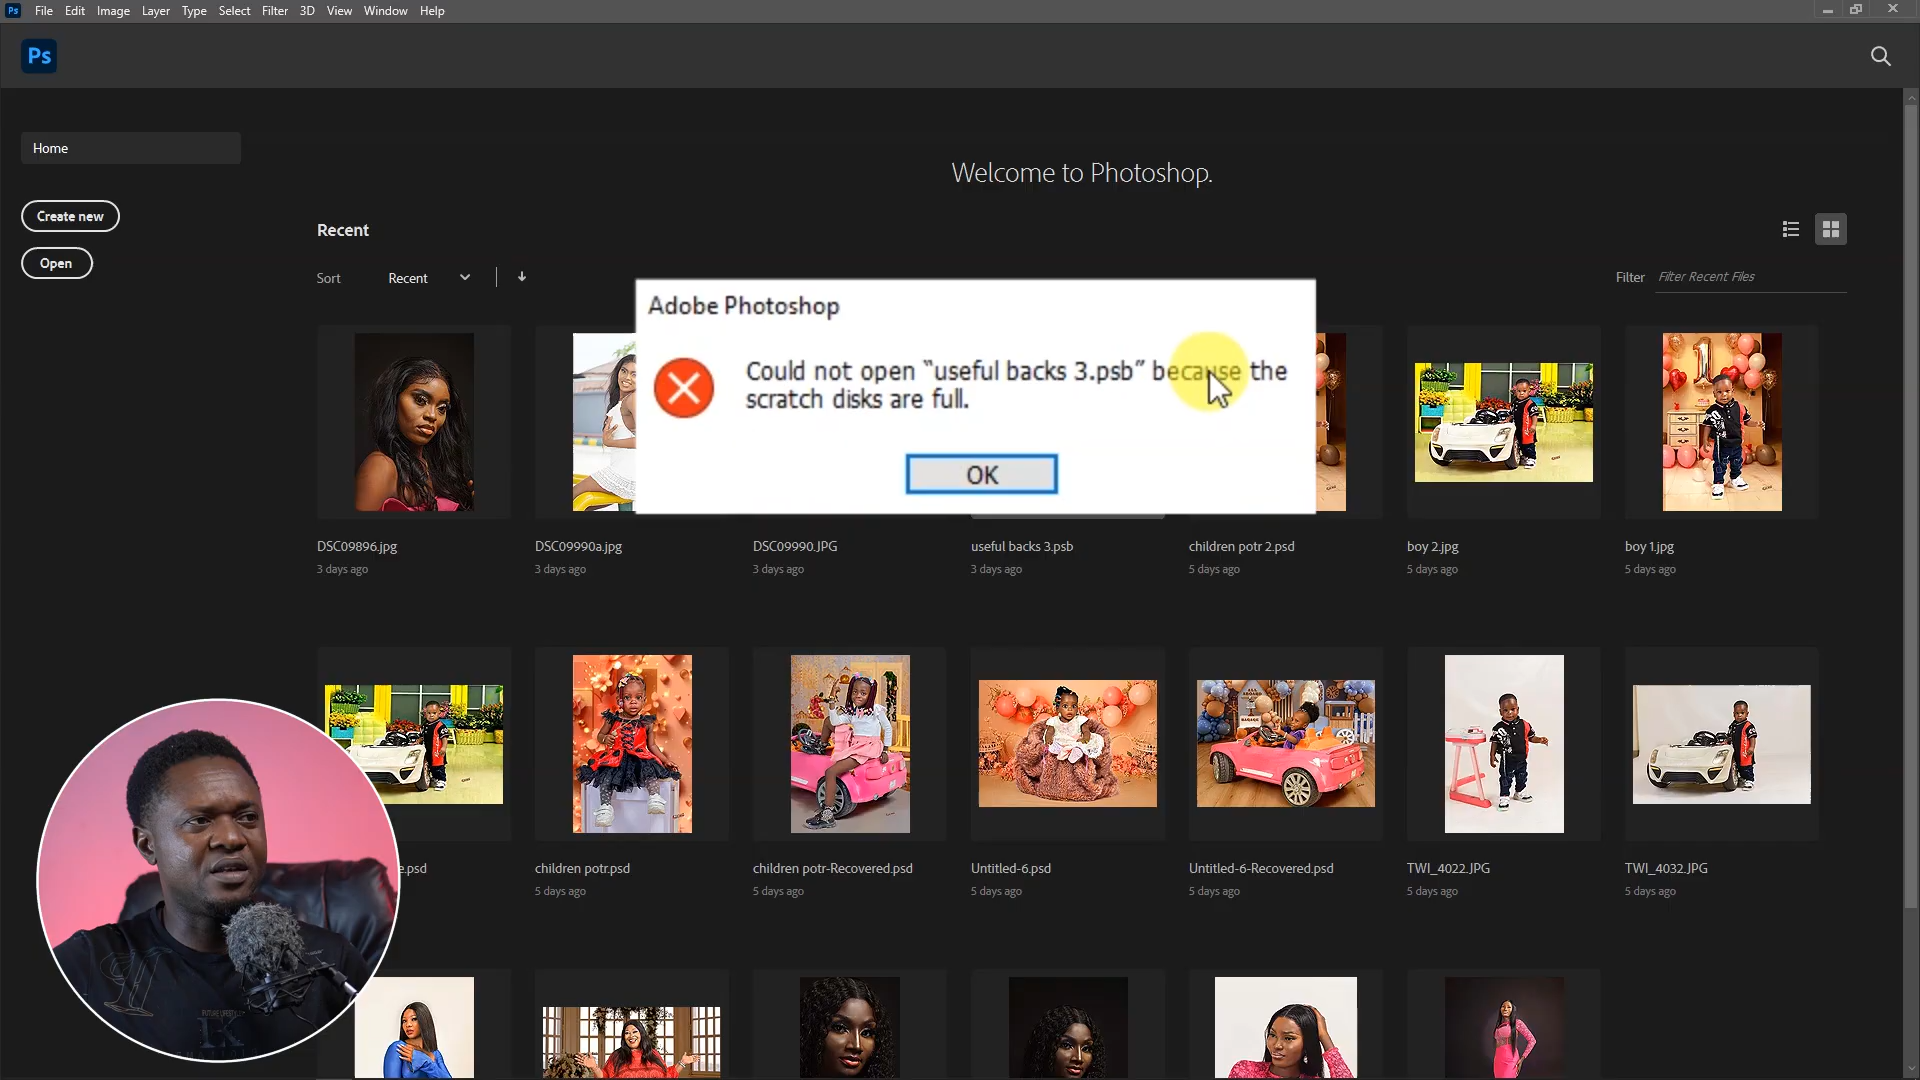 Ps File Edit Image Layer Type Select Filter 3D View Window Help
Ps
Home
Welcome to Photoshop.
Create new
Recent
Open
Sort Recent
Filter Filter Recent Files
Adobe Photoshop
Could not open “useful backs 3.psb” because the
scratch disks are full.
OK
DSC09896.jpg DSC09990a.jpg DSC09990.JPG useful backs 3.psb children potr 2.psd boy 2.jpg boy 1.jpg
3 days ago 3 days ago 3 days ago 3 days ago 5 days ago 5 days ago 5 days ago
e.psd children potr.psd children potr-Recovered.psd Untitled-6.psd Untitled-6-Recovered.psd TWI_4022.JPG TWI_4032.JPG
5 days ago 5 days ago 5 days ago 5 days ago 5 days ago 5 days ago